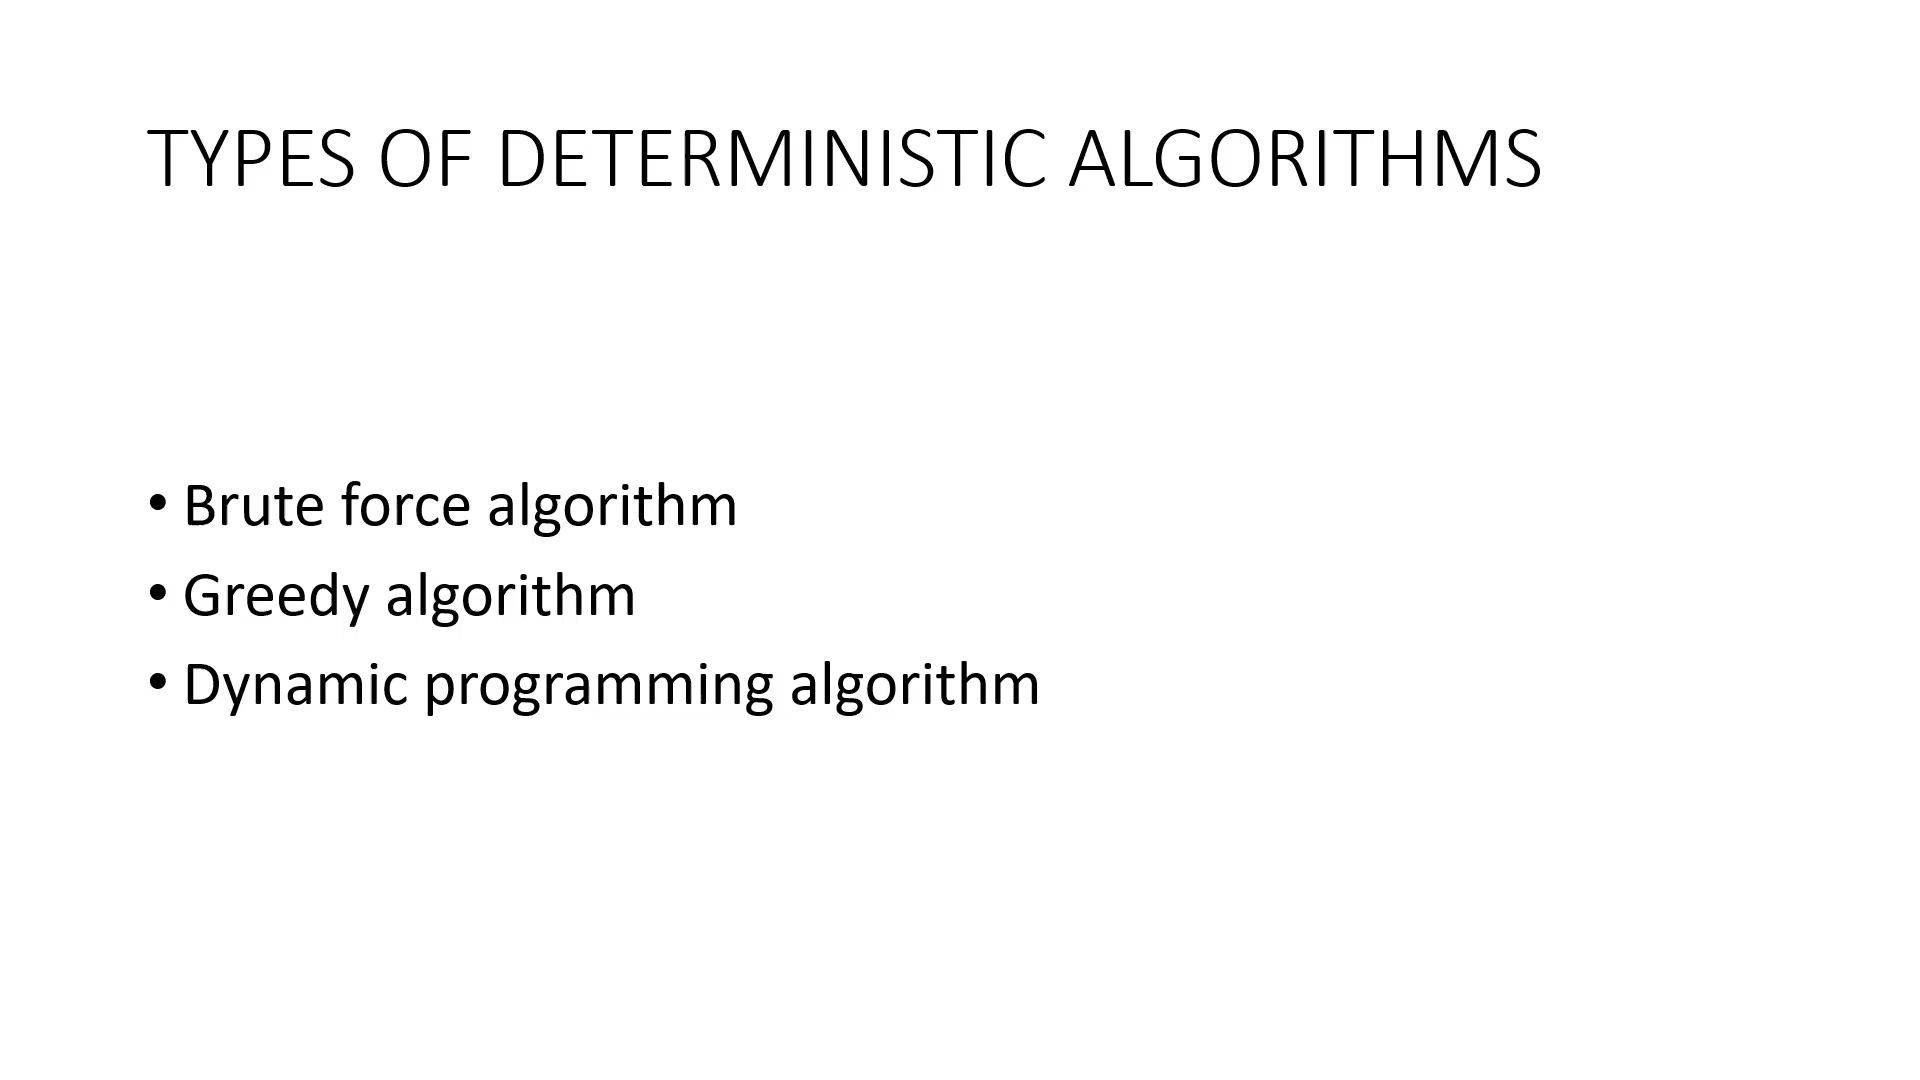 TYPES OF DETERMINISTIC ALGORITHMS
• Brute force algorithm
• Greedy algorithm
• Dynamic programming algorithm